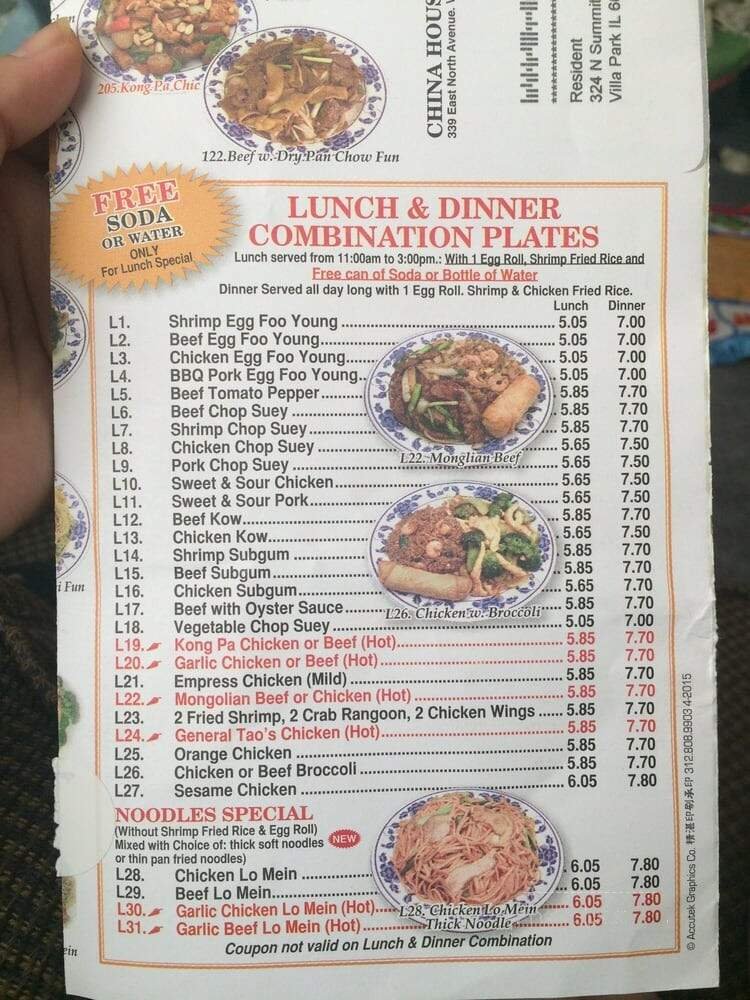 205.Kong Pa Chic
122.Beef w. Dry.Pan Chow Fun
CHINA HOUS
339 East North Avenue.
Resident
324 N Summit
Villa Park IL 6
FREE
SODA
OR WATER
ONLY
For Lunch Special
LUNCH & DINNER
COMBINATION PLATES
Lunch served from 11:00am to 3:00pm.: With 1 Egg Roll, Shrimp Fried Rice and
Free can of Soda or Bottle of Water
Dinner Served all day long with 1 Egg Roll. Shrimp & Chicken Fried Rice.
Lunch Dinner
L1. Shrimp Egg Foo Young 5.05 7.00
L2. Beef Egg Foo Young 5.05 7.00
L3. Chicken Egg Foo Young 5.05 7.00
L4. BBQ Pork Egg Foo Young 5.05 7.00
L5. Beef Tomato Pepper 5.85 7.70
L6. Beef Chop Suey 5.85 7.70
L7. Shrimp Chop Suey 5.85 7.70
L8. Chicken Chop Suey 5.65 7.50
L9. Pork Chop Suey 5.65 7.50
L10. Sweet & Sour Chicken 5.65 7.50
L11. Sweet & Sour Pork 5.65 7.50
L12. Beef Kow 5.85 7.70
L13. Chicken Kow 5.65 7.50
L14. Shrimp Subgum 5.85 7.70
L15. Beef Subgum 5.85 7.70
L16. Chicken Subgum 5.65 7.70
L17. Beef with Oyster Sauce 5.85 7.70
L18. Vegetable Chop Suey 5.05 7.00
L19. Kong Pa Chicken or Beef (Hot) 5.85 7.70
L20. Garlic Chicken or Beef (Hot) 5.85 7.70
L21. Empress Chicken (Mild) 5.85 7.70
L22. Mongolian Beef or Chicken (Hot) 5.85 7.70
L23. 2 Fried Shrimp, 2 Crab Rangoon, 2 Chicken Wings 5.85 7.70
L24. General Tao's Chicken (Hot) 5.85 7.70
L25. Orange Chicken 5.85 7.70
L26. Chicken or Beef Broccoli 5.85 7.70
L27. Sesame Chicken 6.05 7.80
L22. Monglian Beef
L26. Chicken w. Broccoli
NOODLES SPECIAL
(Without Shrimp Fried Rice & Egg Roll)
Mixed with Choice of: thick soft noodles
or thin pan fried noodles)
NEW
L28. Chicken Lo Mein 6.05 7.80
L29. Beef Lo Mein 6.05 7.80
L30. Garlic Chicken Lo Mein (Hot) 6.05 7.80
L31. Garlic Beef Lo Mein (Hot) 6.05 7.80
L28. Chicken Lo Mein
Thick Noodle
Coupon not valid on Lunch & Dinner Combination
i Fun
ein
© Accutek Graphics Co. 精湛印刷承印 312.808.9903 4-2015